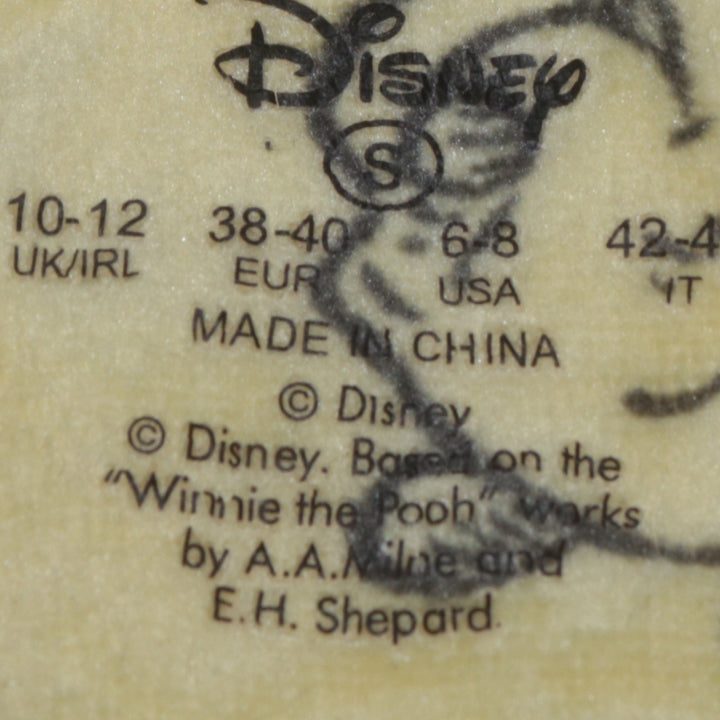 Disney
S
10-12 38-40 6-8 42-4
UK/IRL EUR USA IT
MADE IN CHINA
© Disney
© Disney. Based on the
"Winnie the Pooh" works
by A.A.Milne and
E.H. Shepard.